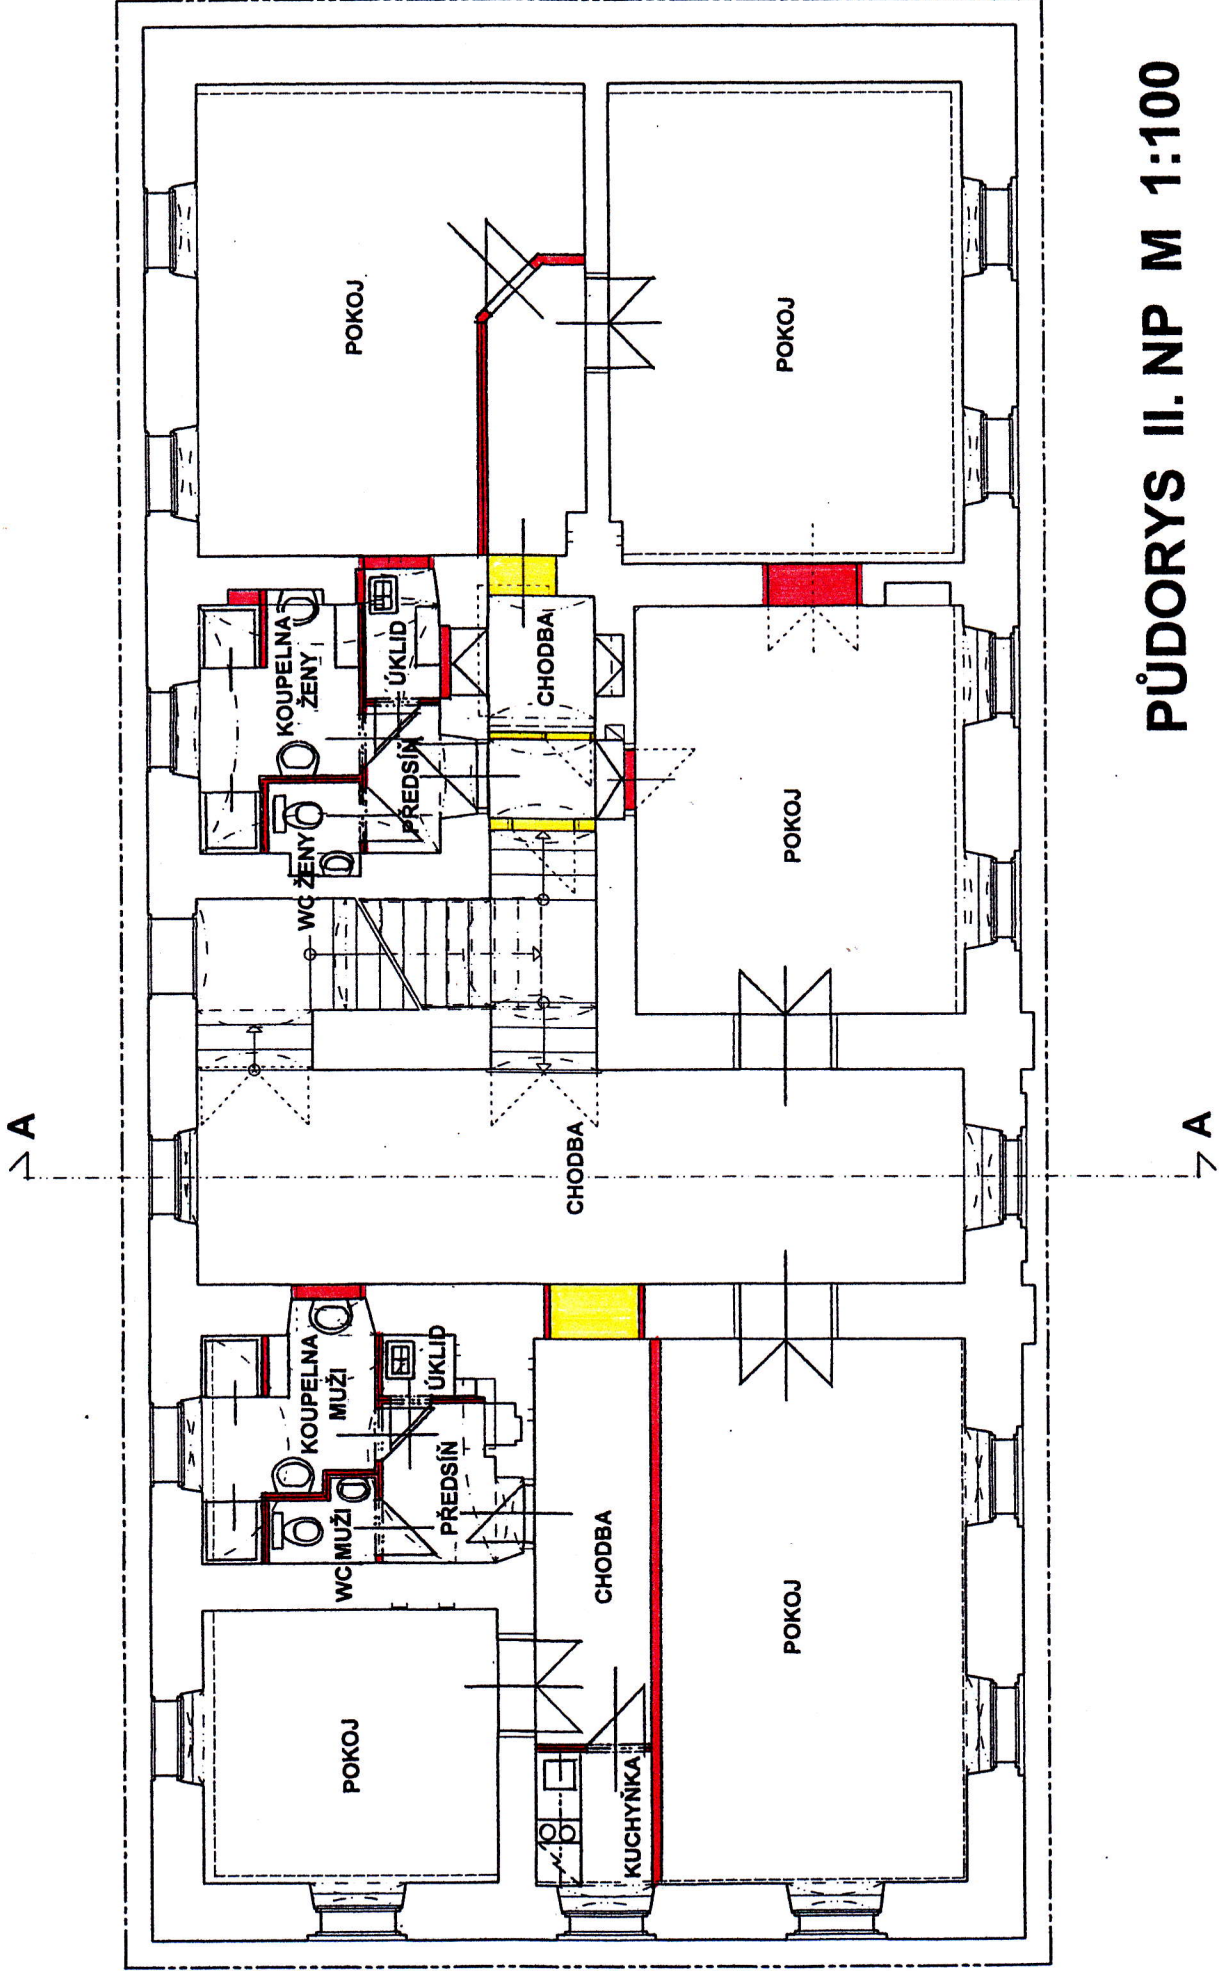 POKOJ
KOUPELNA
MUŽI
WC MUŽI
ÚKLID
PŘEDSÍŇ
CHODBA
KUCHYŇKA
POKOJ
CHODBA
A
A
WC ŽENY
KOUPELNA
ŽENY
PŘEDSÍŇ
ÚKLID
CHODBA
POKOJ
POKOJ
POKOJ
PŮDORYS II. NP M 1:100